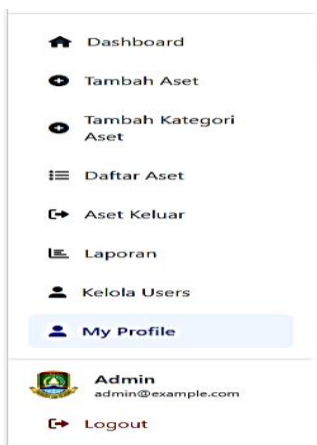 Dashboard
Tambah Aset
Tambah Kategori
Aset
Daftar Aset
Aset Keluar
Laporan
Kelola Users
My Profile
Admin
admin@example.com
Logout